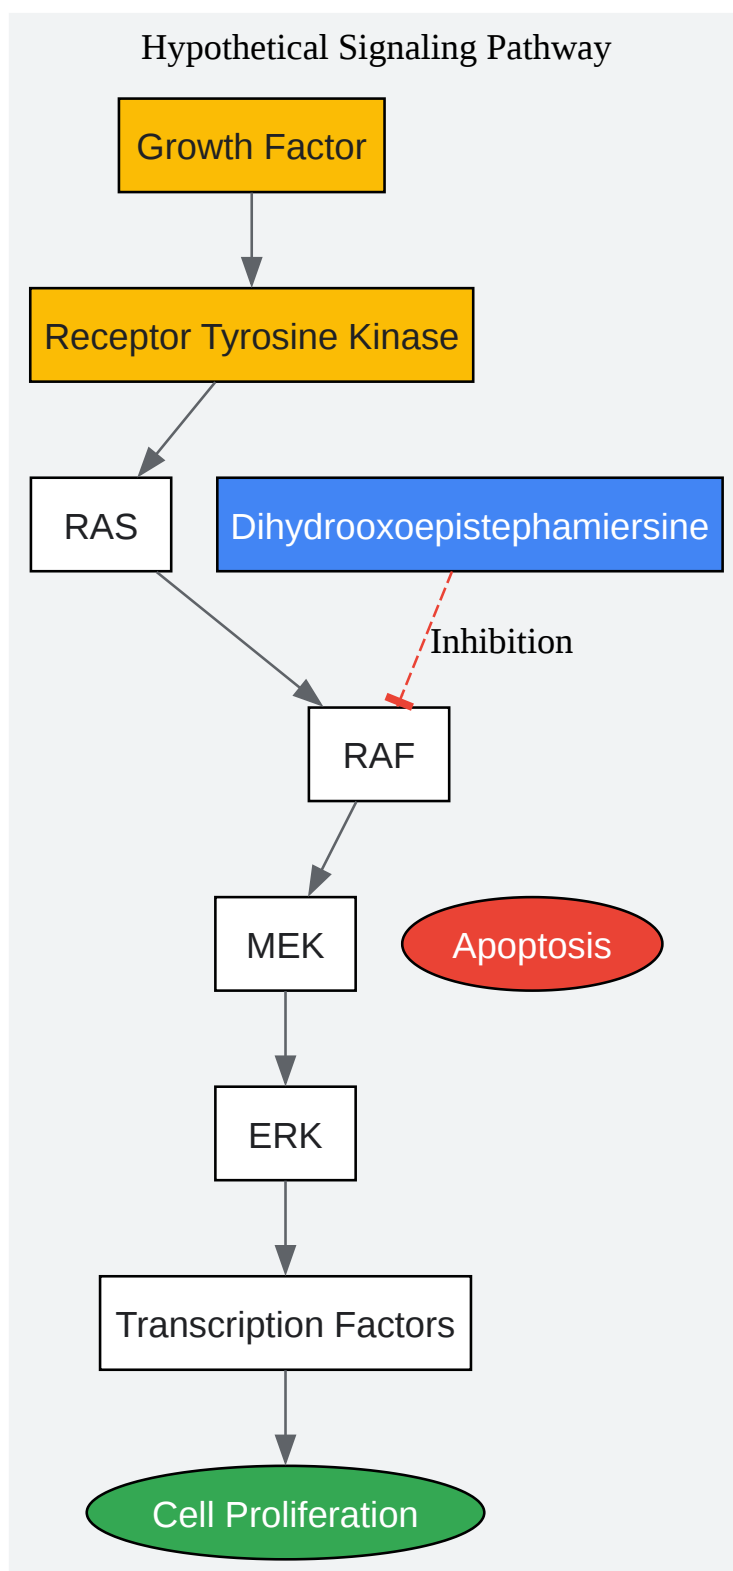 Hypothetical Signaling Pathway
Growth Factor
Receptor Tyrosine Kinase
RAS
Dihydrooxoepistephamiersine
Inhibition
RAF
MEK
Apoptosis
ERK
Transcription Factors
Cell Proliferation